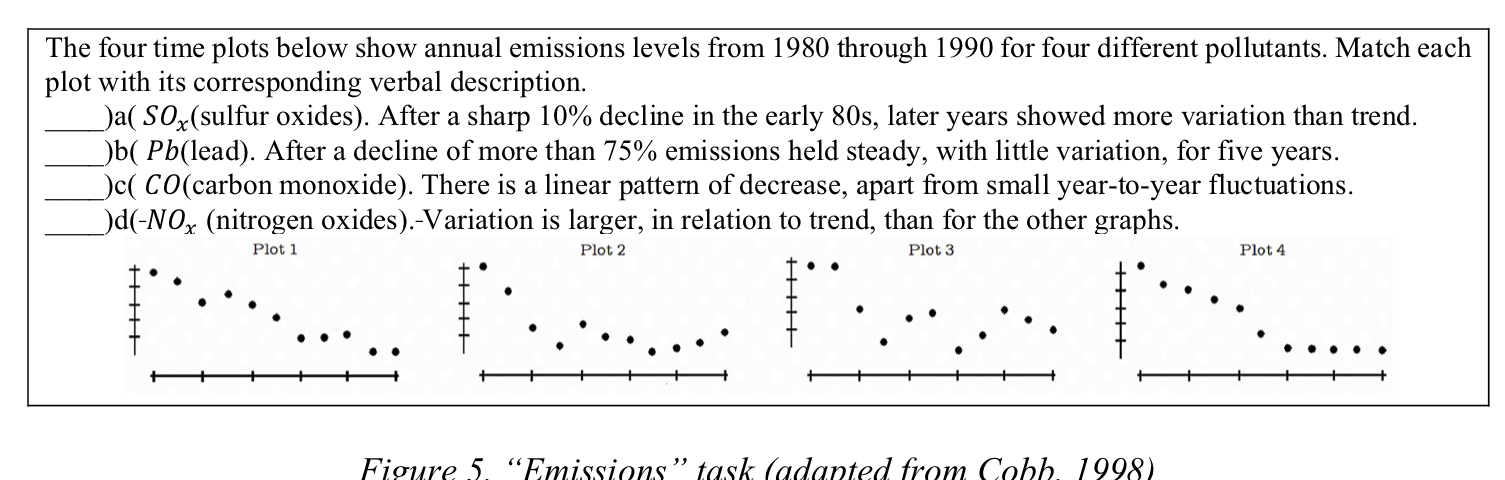 The four time plots below show annual emissions levels from 1980 through 1990 for four different pollutants. Match each
plot with its corresponding verbal description.
____)a( SOₓ(sulfur oxides). After a sharp 10% decline in the early 80s, later years showed more variation than trend.
____)b( Pb(lead). After a decline of more than 75% emissions held steady, with little variation, for five years.
____)c( CO(carbon monoxide). There is a linear pattern of decrease, apart from small year-to-year fluctuations.
____)d(-NOₓ (nitrogen oxides).-Variation is larger, in relation to trend, than for the other graphs.
Plot 1 Plot 2 Plot 3 Plot 4
Figure 5. “Emissions” task (adapted from Cobb, 1998)